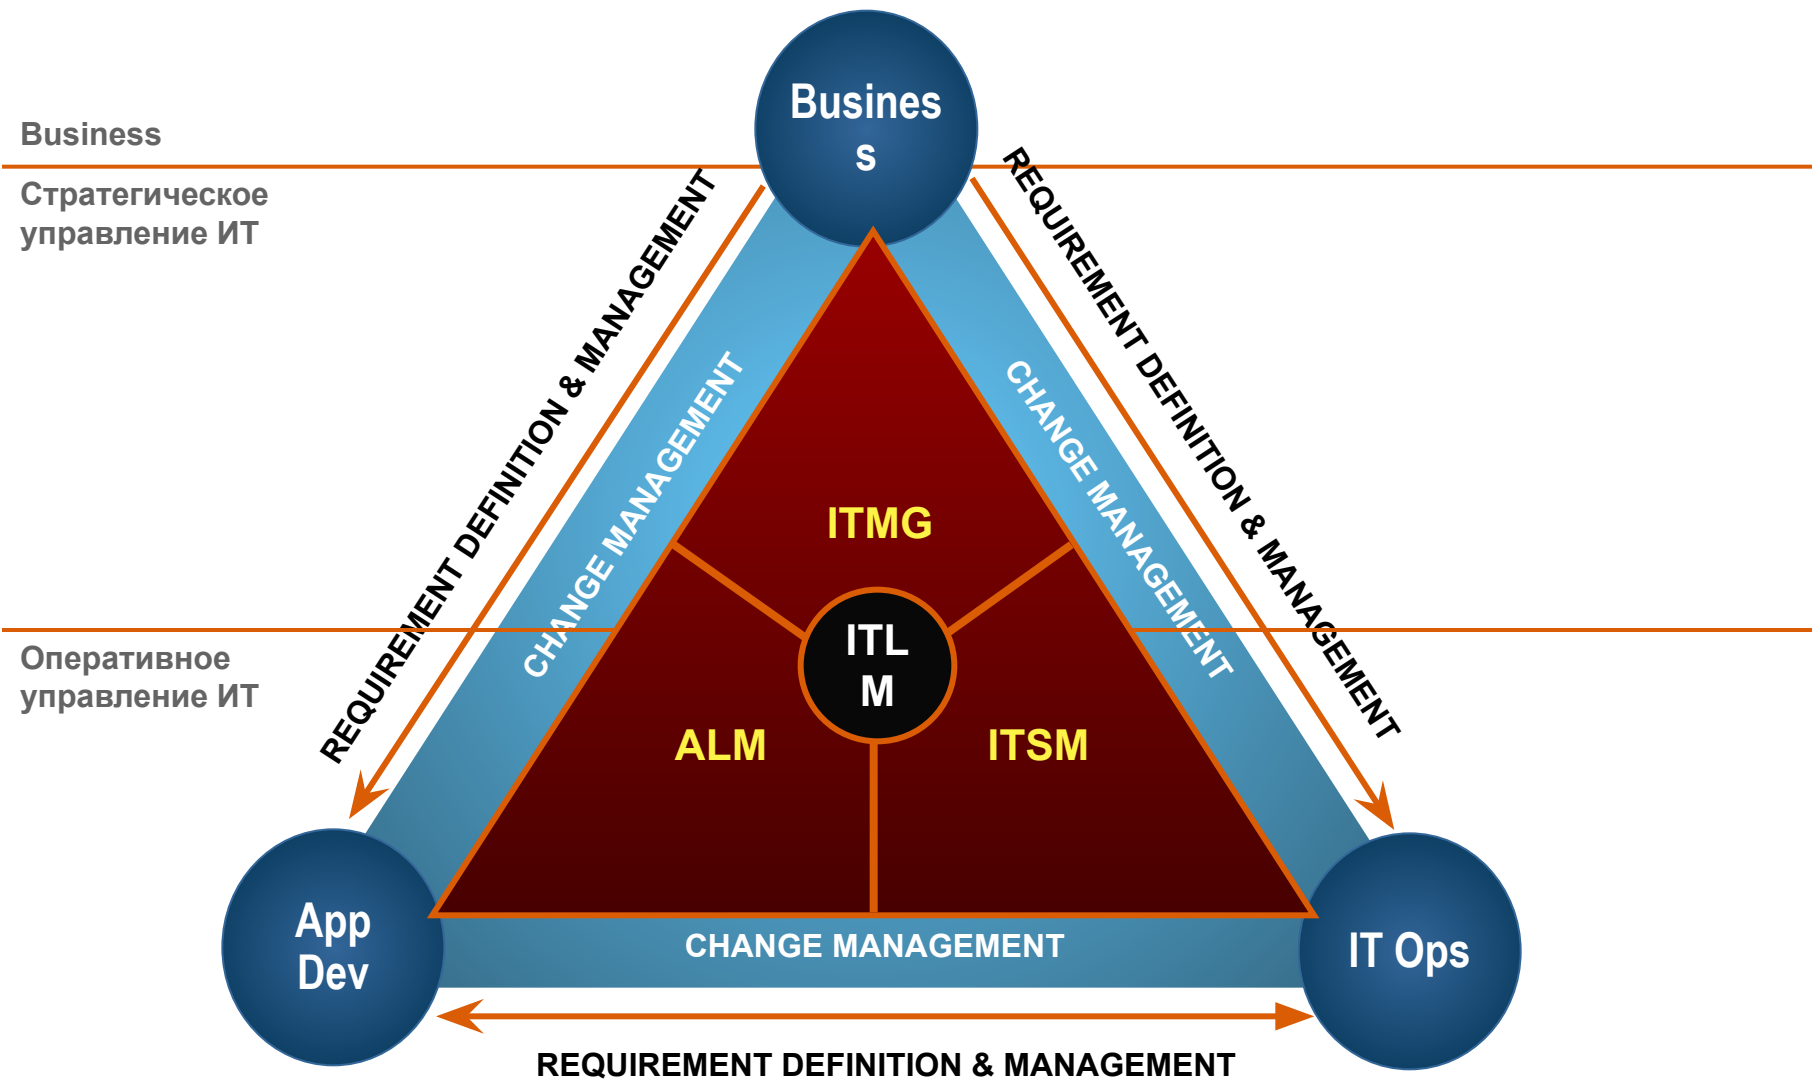 Busines
s
Business
Стратегическое
управление ИТ
REQUIREMENT DEFINITION & MANAGEMENT
REQUIREMENT DEFINITION & MANAGEMENT
CHANGE MANAGEMENT
CHANGE MANAGEMENT
ITMG
ITL
M
Оперативное
управление ИТ
ALM
ITSM
App
Dev
CHANGE MANAGEMENT
IT Ops
REQUIREMENT DEFINITION & MANAGEMENT